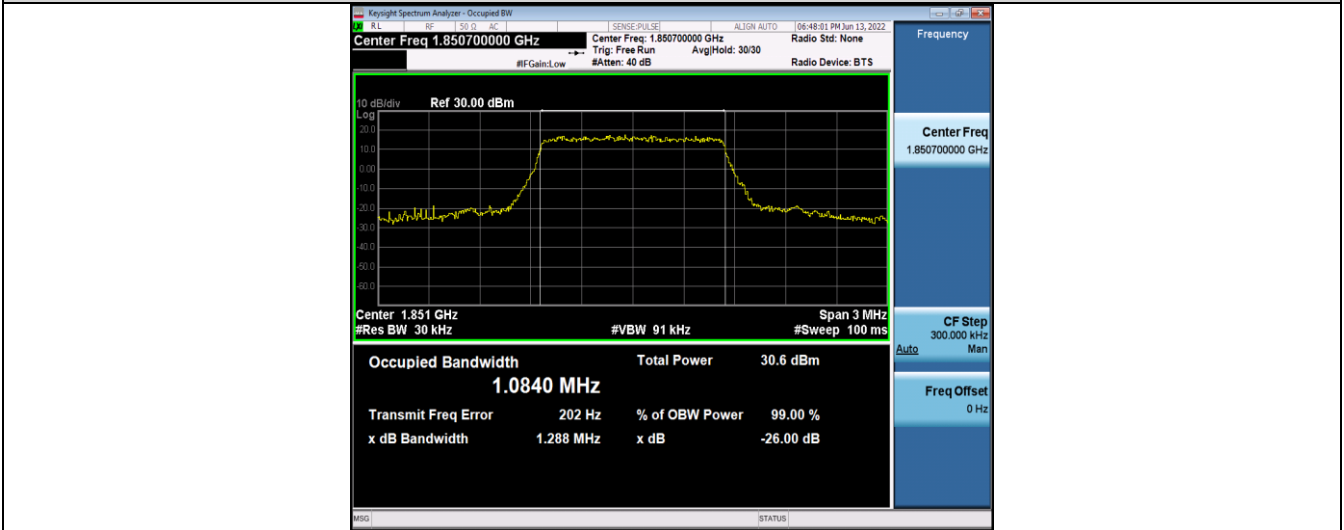 Keysight Spectrum Analyzer - Occupied BW
RL RF 50 Ω AC SENSE:PULSE ALIGN AUTO 06:48:01 PM Jun 13, 2022
Center Freq 1.850700000 GHz
Center Freq: 1.850700000 GHz Radio Std: None
Trig: Free Run Avg|Hold: 30/30
#IFGain:Low #Atten: 40 dB Radio Device: BTS
10 dB/div Ref 30.00 dBm
Log
20.0
10.0
0.00
-10.0
-20.0
-30.0
-40.0
-50.0
-60.0
Center 1.851 GHz Span 3 MHz
#Res BW 30 kHz #VBW 91 kHz #Sweep 100 ms
Occupied Bandwidth Total Power 30.6 dBm
1.0840 MHz
Transmit Freq Error 202 Hz % of OBW Power 99.00 %
x dB Bandwidth 1.288 MHz x dB -26.00 dB
MSG STATUS
Frequency
Center Freq
1.850700000 GHz
CF Step
300.000 kHz
Auto Man
Freq Offset
0 Hz